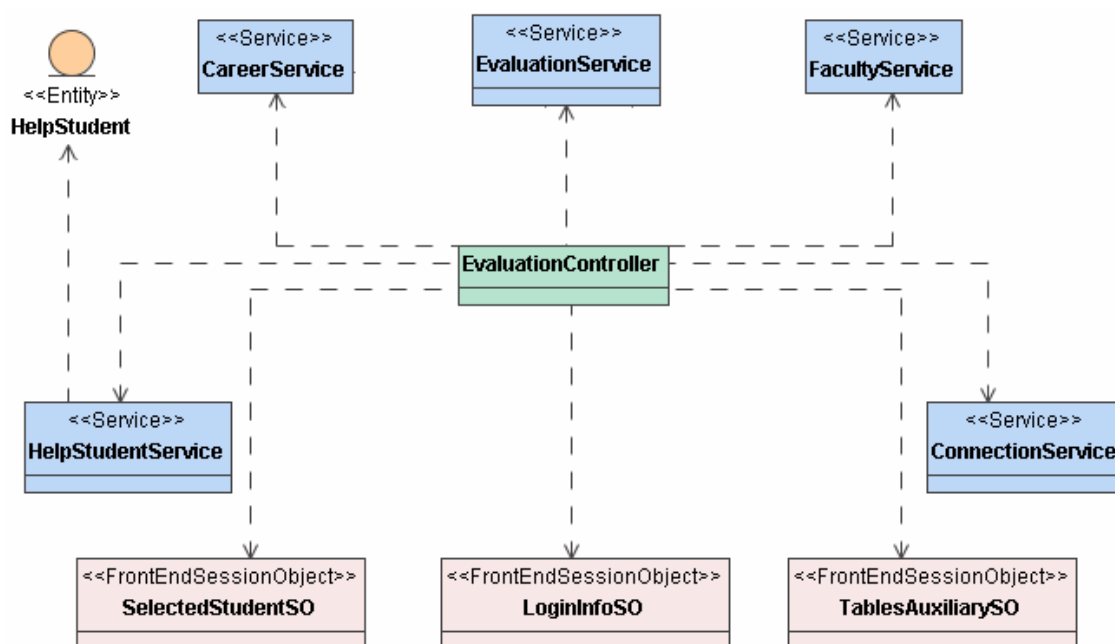 <<Service>>
CareerService
<<Service>>
EvaluationService
<<Service>>
FacultyService
<<Entity>>
HelpStudent
EvaluationController
<<Service>>
HelpStudentService
<<Service>>
ConnectionService
<<FrontEndSessionObject>>
SelectedStudentSO
<<FrontEndSessionObject>>
LoginInfoSO
<<FrontEndSessionObject>>
TablesAuxiliarySO